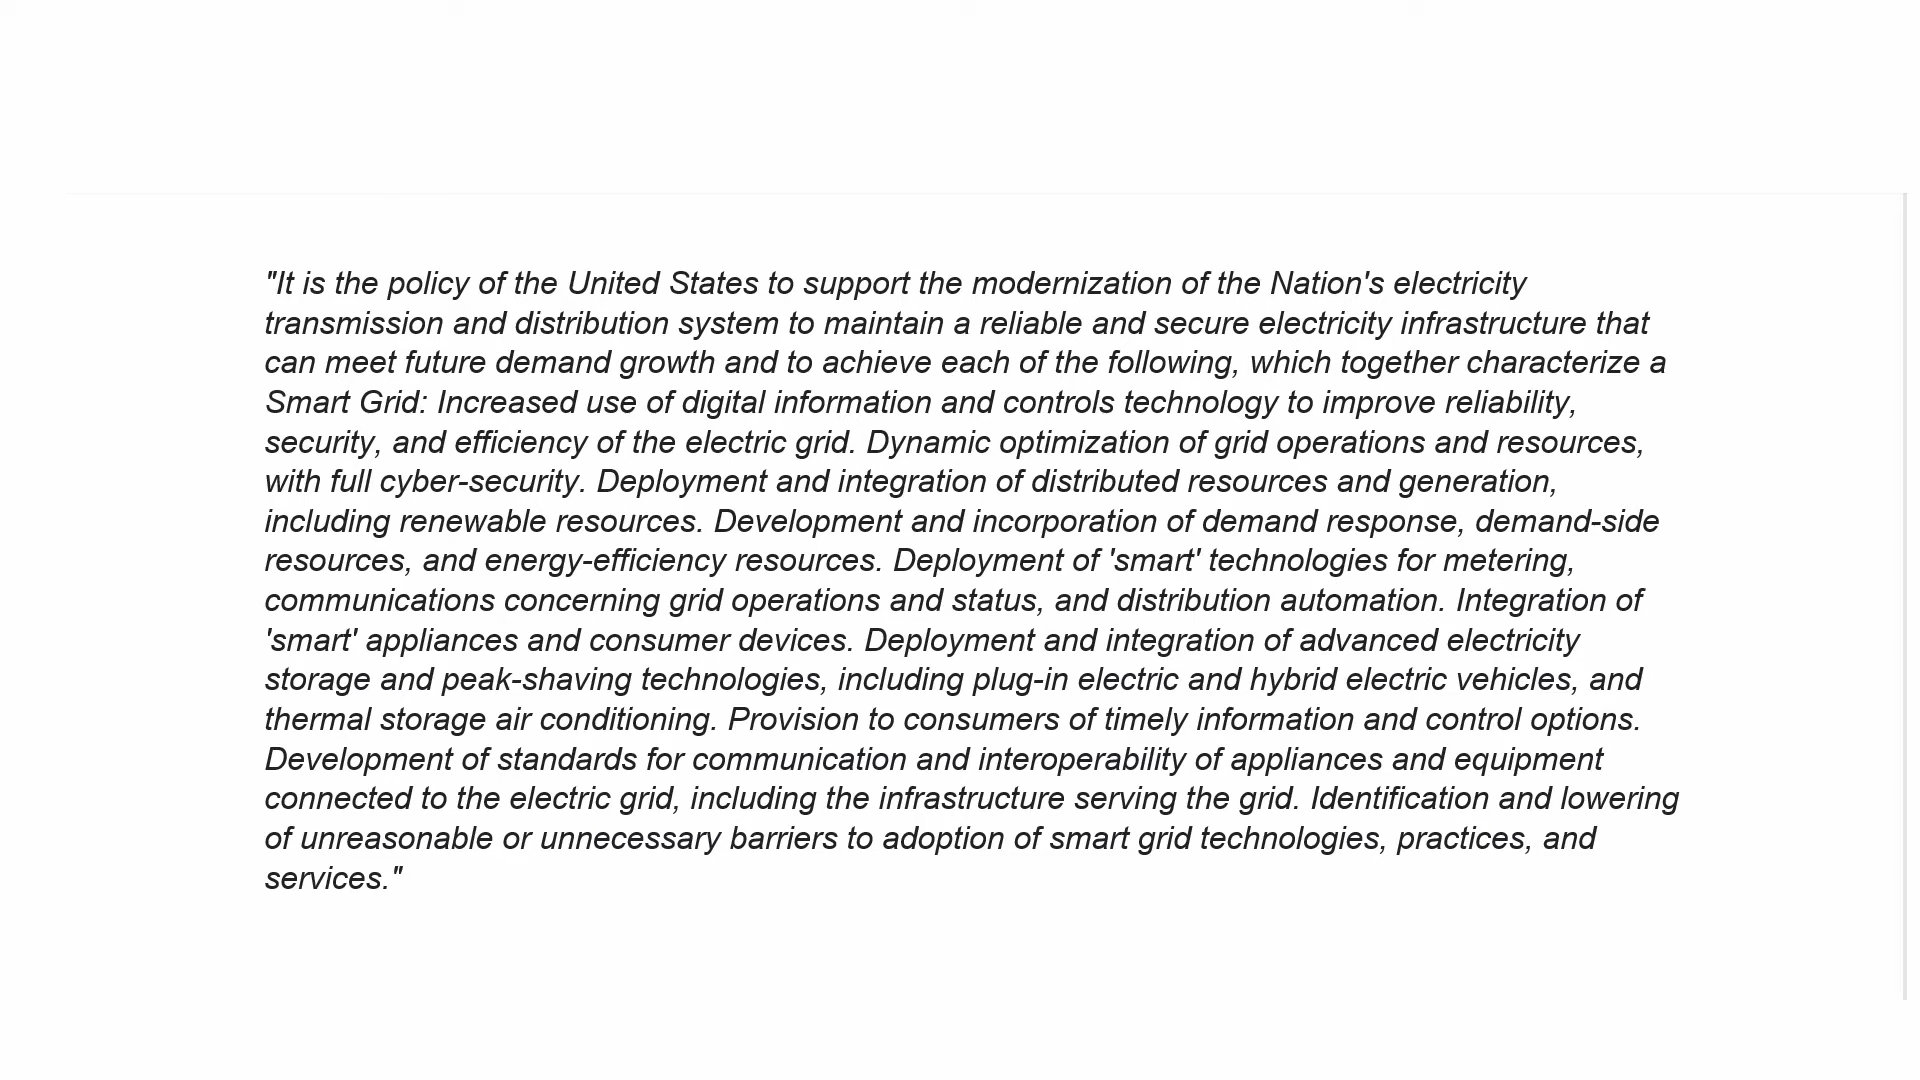 "It is the policy of the United States to support the modernization of the Nation's electricity
transmission and distribution system to maintain a reliable and secure electricity infrastructure that
can meet future demand growth and to achieve each of the following, which together characterize a
Smart Grid: Increased use of digital information and controls technology to improve reliability,
security, and efficiency of the electric grid. Dynamic optimization of grid operations and resources,
with full cyber-security. Deployment and integration of distributed resources and generation,
including renewable resources. Development and incorporation of demand response, demand-side
resources, and energy-efficiency resources. Deployment of 'smart' technologies for metering,
communications concerning grid operations and status, and distribution automation. Integration of
'smart' appliances and consumer devices. Deployment and integration of advanced electricity
storage and peak-shaving technologies, including plug-in electric and hybrid electric vehicles, and
thermal storage air conditioning. Provision to consumers of timely information and control options.
Development of standards for communication and interoperability of appliances and equipment
connected to the electric grid, including the infrastructure serving the grid. Identification and lowering
of unreasonable or unnecessary barriers to adoption of smart grid technologies, practices, and
services."